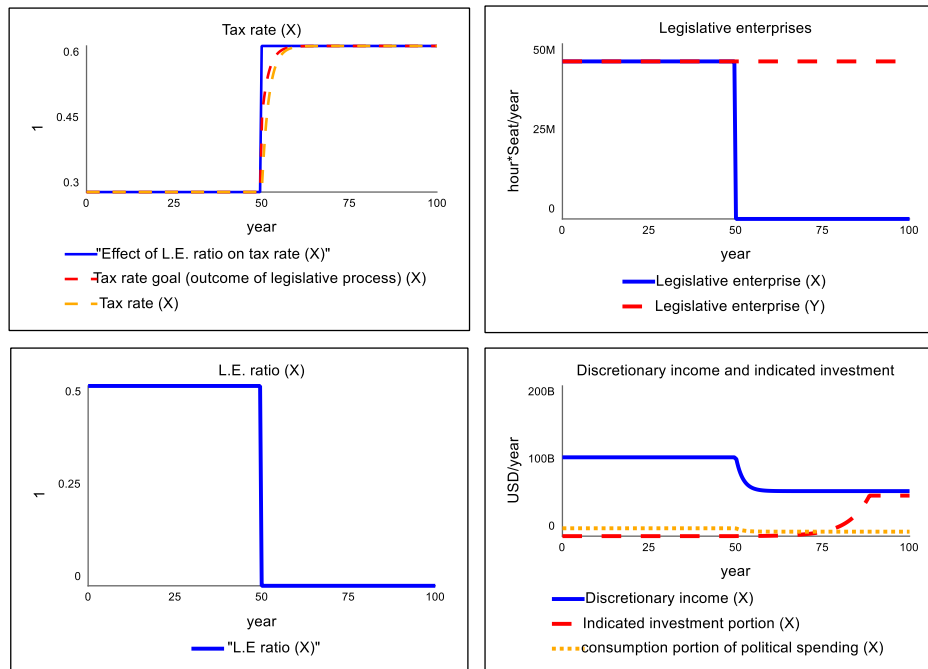 Tax rate (X)
0.6
0.45
0.3
1
0
25
50
75
100
year
"Effect of L.E. ratio on tax rate (X)"
Tax rate goal (outcome of legislative process) (X)
Tax rate (X)
Legislative enterprises
50M
25M
0
hour*Seat/year
0
25
50
75
100
year
Legislative enterprise (X)
Legislative enterprise (Y)
L.E. ratio (X)
0.5
0.25
0
1
0
25
50
75
100
year
"L.E ratio (X)"
Discretionary income and indicated investment
200B
100B
0
USD/year
0
25
50
75
100
year
Discretionary income (X)
Indicated investment portion (X)
consumption portion of political spending (X)